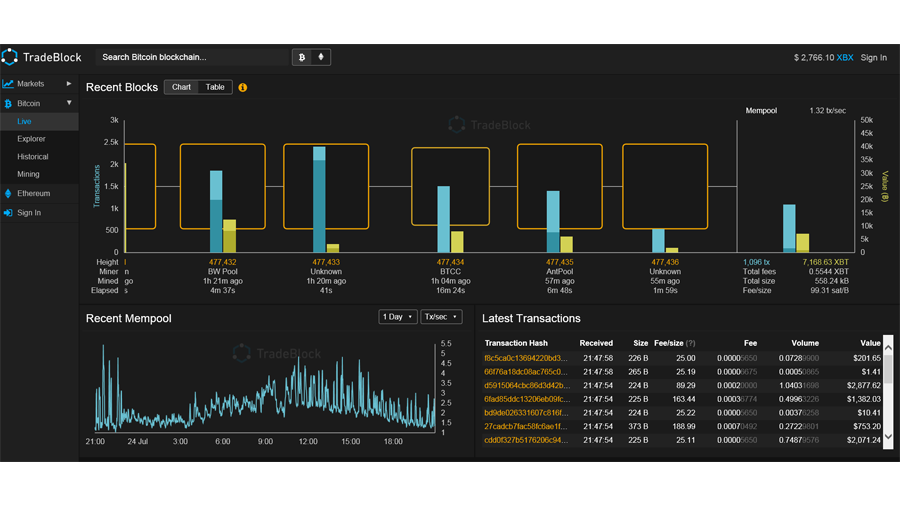 TradeBlock
Search Bitcoin blockchain...
$ 2,766.10 XBX Sign In
Markets
Bitcoin
Live
Explorer
Historical
Mining
Ethereum
Sign In
Recent Blocks Chart Table
TradeBlock
Mempool 1.32 tx/sec
Transactions
3k
2.5k
2k
1.5k
1k
500
0
Value (Ƀ)
50k
45k
40k
35k
30k
25k
20k
15k
10k
5k
0
Height 477,432 477,433 477,434 477,435 477,436 1,096 tx 7,168.63 XBT
Miner n BW Pool Unknown BTCC AntPool Unknown Total fees 0.5544 XBT
Mined go 1h 21m ago 1h 20m ago 1h 04m ago 57m ago 55m ago Total size 558.24 kB
Elapsed s 4m 37s 41s 16m 24s 6m 48s 1m 59s Fee/size 99.31 sat/B
Recent Mempool 1 Day Tx/sec
TradeBlock
5.5
5
4.5
4
3.5
3
2.5
2
1.5
1
21:00 24 Jul 3:00 6:00 9:00 12:00 15:00 18:00
Latest Transactions
Transaction Hash Received Size Fee/size (?) Fee Volume Value
f8c5ca0c13694220bd3... 21:47:58 226 B 25.00 0.00005650 0.07289900 $201.65
66f76a18dc08ac765c0... 21:47:58 265 B 25.19 0.00006675 0.00050865 $1.41
d5915064cbc86d3d42b... 21:47:54 224 B 89.29 0.00020000 1.04031698 $2,877.62
6fad85ddc13206eb09fc... 21:47:54 225 B 163.44 0.00036774 0.49963226 $1,382.03
bd9de026331607c816f... 21:47:54 224 B 25.22 0.00005650 0.00376258 $10.41
27cadcb7fac58fc6ae1f... 21:47:54 373 B 188.99 0.00070492 0.27229801 $753.20
cdd0f327b5176206c94... 21:47:54 225 B 25.11 0.00005650 0.74879576 $2,071.24